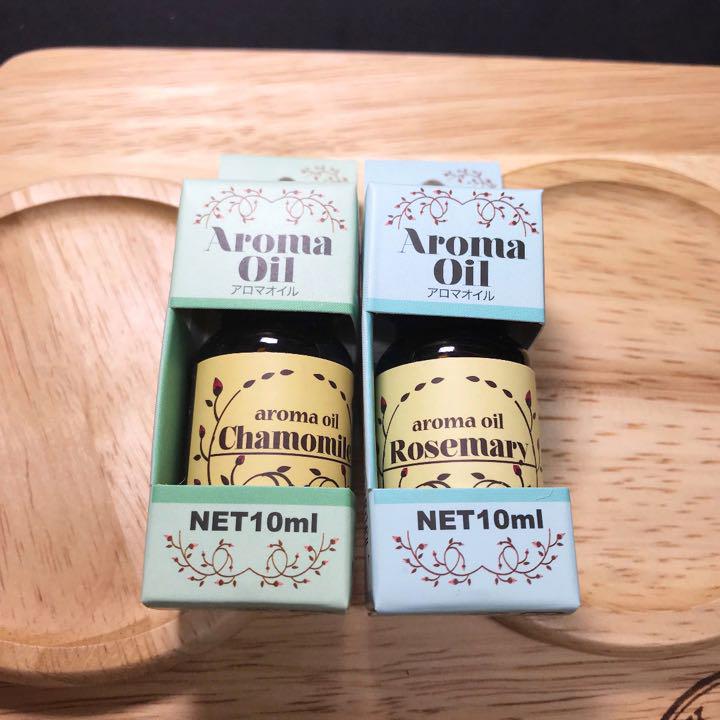 Aroma
Oil
アロマオイル
aroma oil
Chamomile
NET10ml
Aroma
Oil
アロマオイル
aroma oil
Rosemary
NET10ml